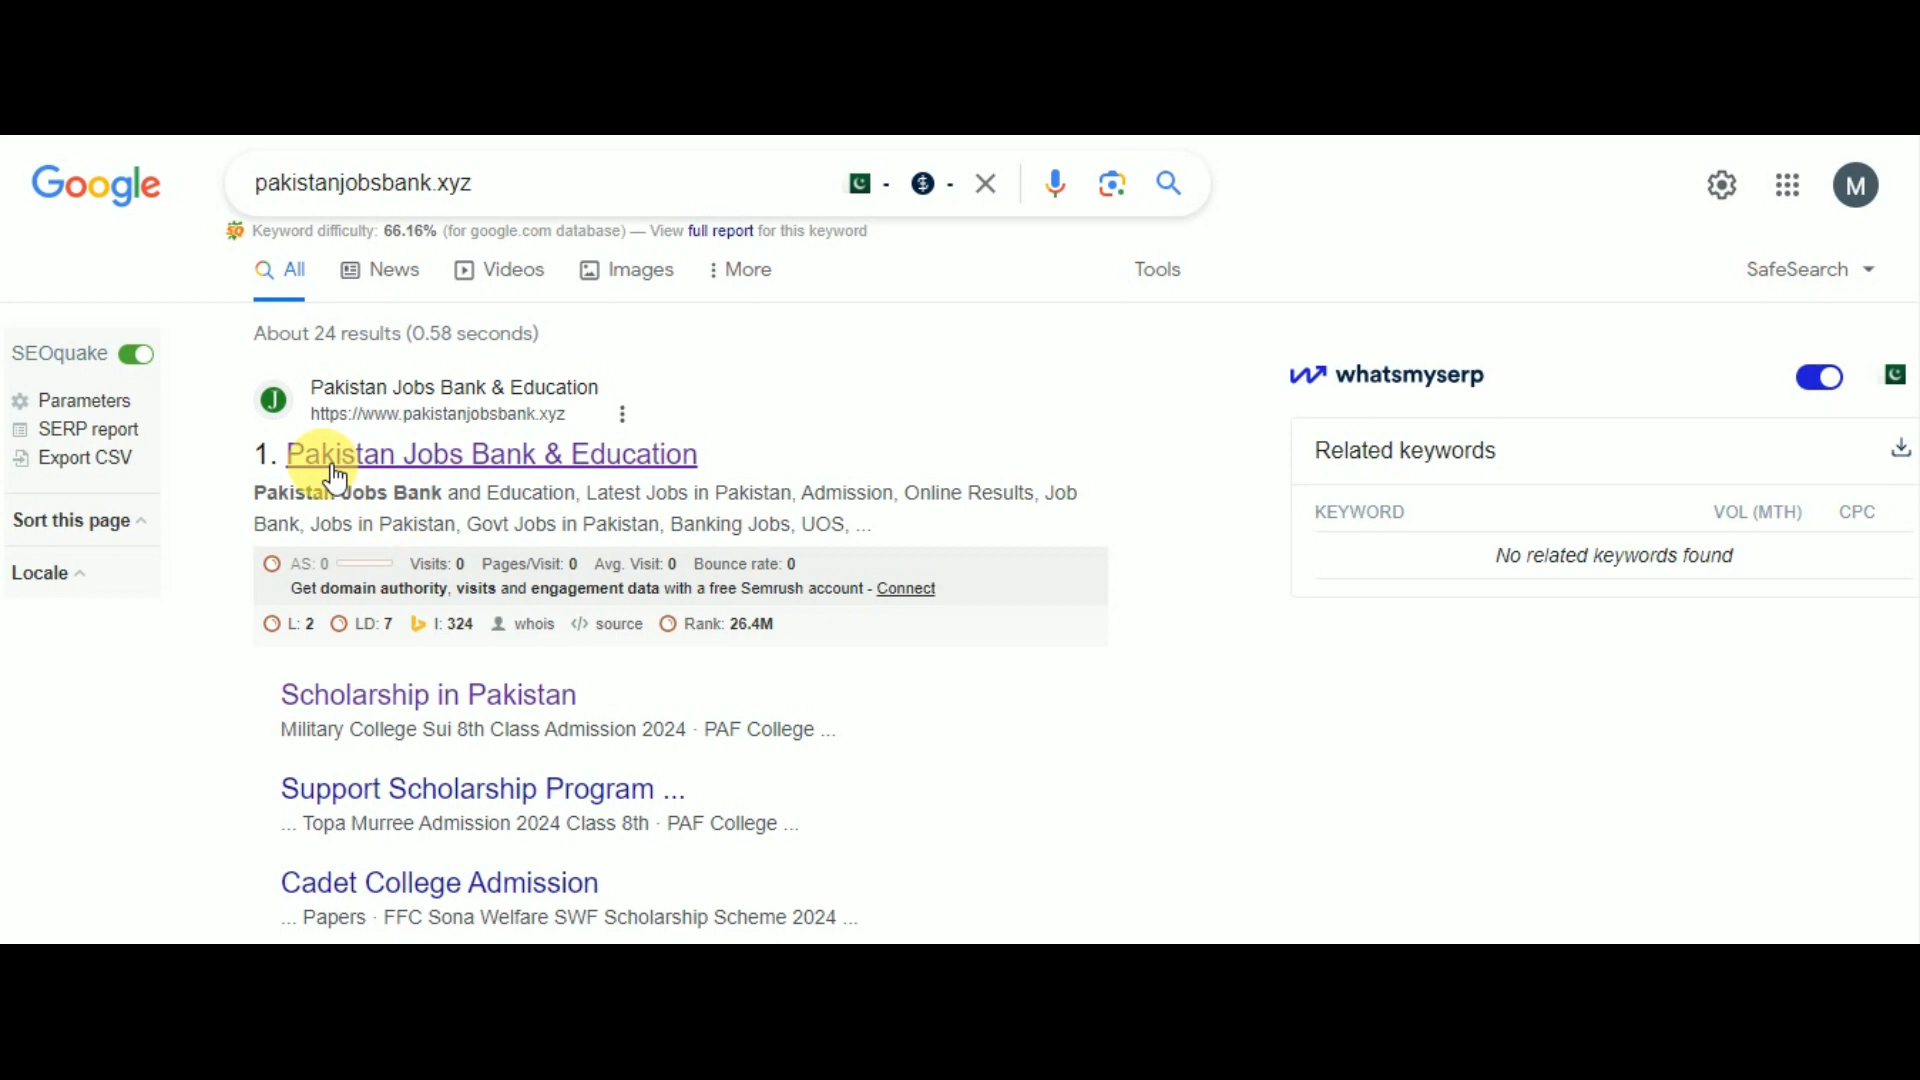 Google
pakistanjobsbank.xyz
- -
M
Keyword difficulty: 66.16% (for google.com database) — View full report for this keyword
All News Videos Images More Tools SafeSearch
About 24 results (0.58 seconds)
SEOquake
Parameters
SERP report
Export CSV
Sort this page
Locale
J
Pakistan Jobs Bank & Education
https://www.pakistanjobsbank.xyz
1. Pakistan Jobs Bank & Education
Pakistan Jobs Bank and Education, Latest Jobs in Pakistan, Admission, Online Results, Job
Bank, Jobs in Pakistan, Govt Jobs in Pakistan, Banking Jobs, UOS, ...
AS: 0 Visits: 0 Pages/Visit: 0 Avg. Visit: 0 Bounce rate: 0
Get domain authority, visits and engagement data with a free Semrush account - Connect
L: 2 LD: 7 I: 324 whois </> source Rank: 26.4M
Scholarship in Pakistan
Military College Sui 8th Class Admission 2024 · PAF College ...
Support Scholarship Program ...
... Topa Murree Admission 2024 Class 8th · PAF College ...
Cadet College Admission
... Papers · FFC Sona Welfare SWF Scholarship Scheme 2024 ...
whatsmyserp
Related keywords
KEYWORD VOL (MTH) CPC
No related keywords found